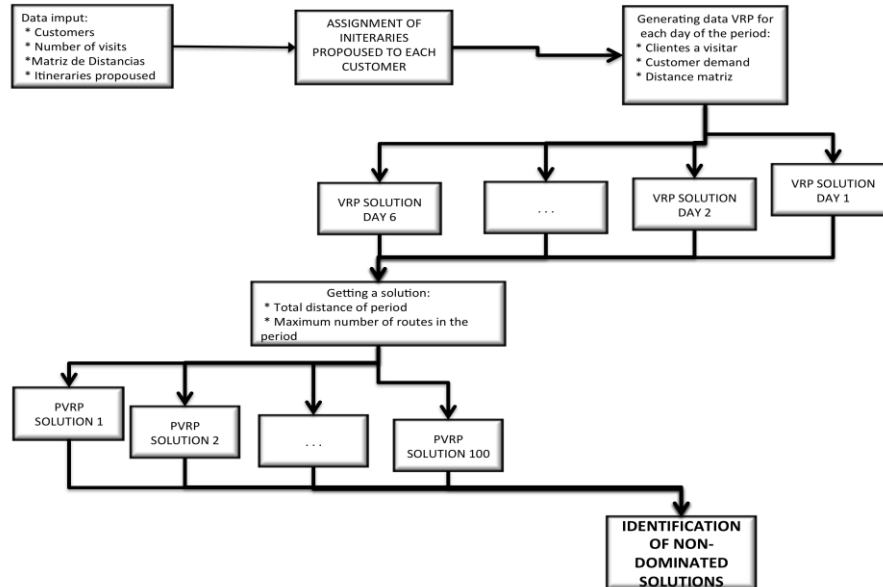 Data imput:
* Customers
* Number of visits
*Matriz de Distancias
* Itineraries propoused
ASSIGNMENT OF
INITERARIES
PROPOUSED TO EACH
CUSTOMER
Generating data VRP for
each day of the period:
* Clientes a visitar
* Customer demand
* Distance matriz
VRP SOLUTION
DAY 6
. . .
VRP SOLUTION
DAY 2
VRP SOLUTION
DAY 1
Getting a solution:
* Total distance of period
* Maximum number of routes in the
period
PVRP
SOLUTION 1
PVRP
SOLUTION 2
. . .
PVRP
SOLUTION 100
IDENTIFICATION
OF NON-
DOMINATED
SOLUTIONS